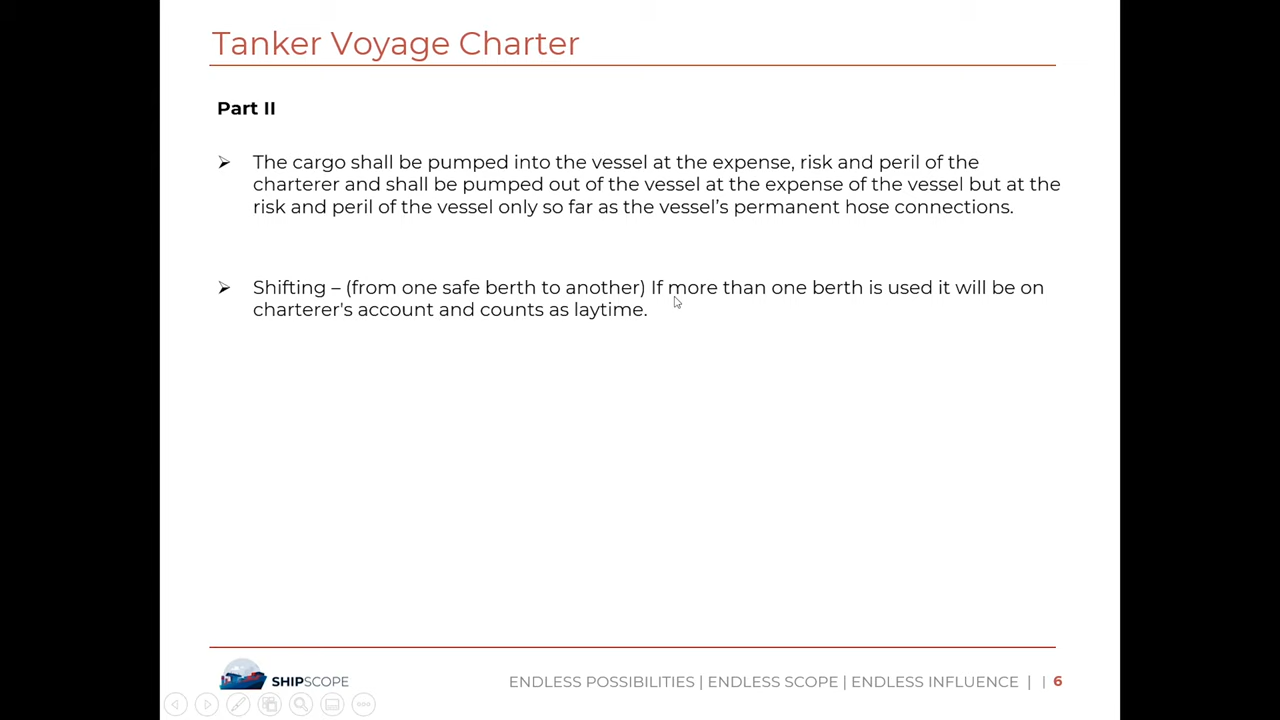 Tanker Voyage Charter
Part II
The cargo shall be pumped into the vessel at the expense, risk and peril of the
charterer and shall be pumped out of the vessel at the expense of the vessel but at the
risk and peril of the vessel only so far as the vessel’s permanent hose connections.
Shifting – (from one safe berth to another) If more than one berth is used it will be on
charterer's account and counts as laytime.
SHIPSCOPE
ENDLESS POSSIBILITIES | ENDLESS SCOPE | ENDLESS INFLUENCE | | 6